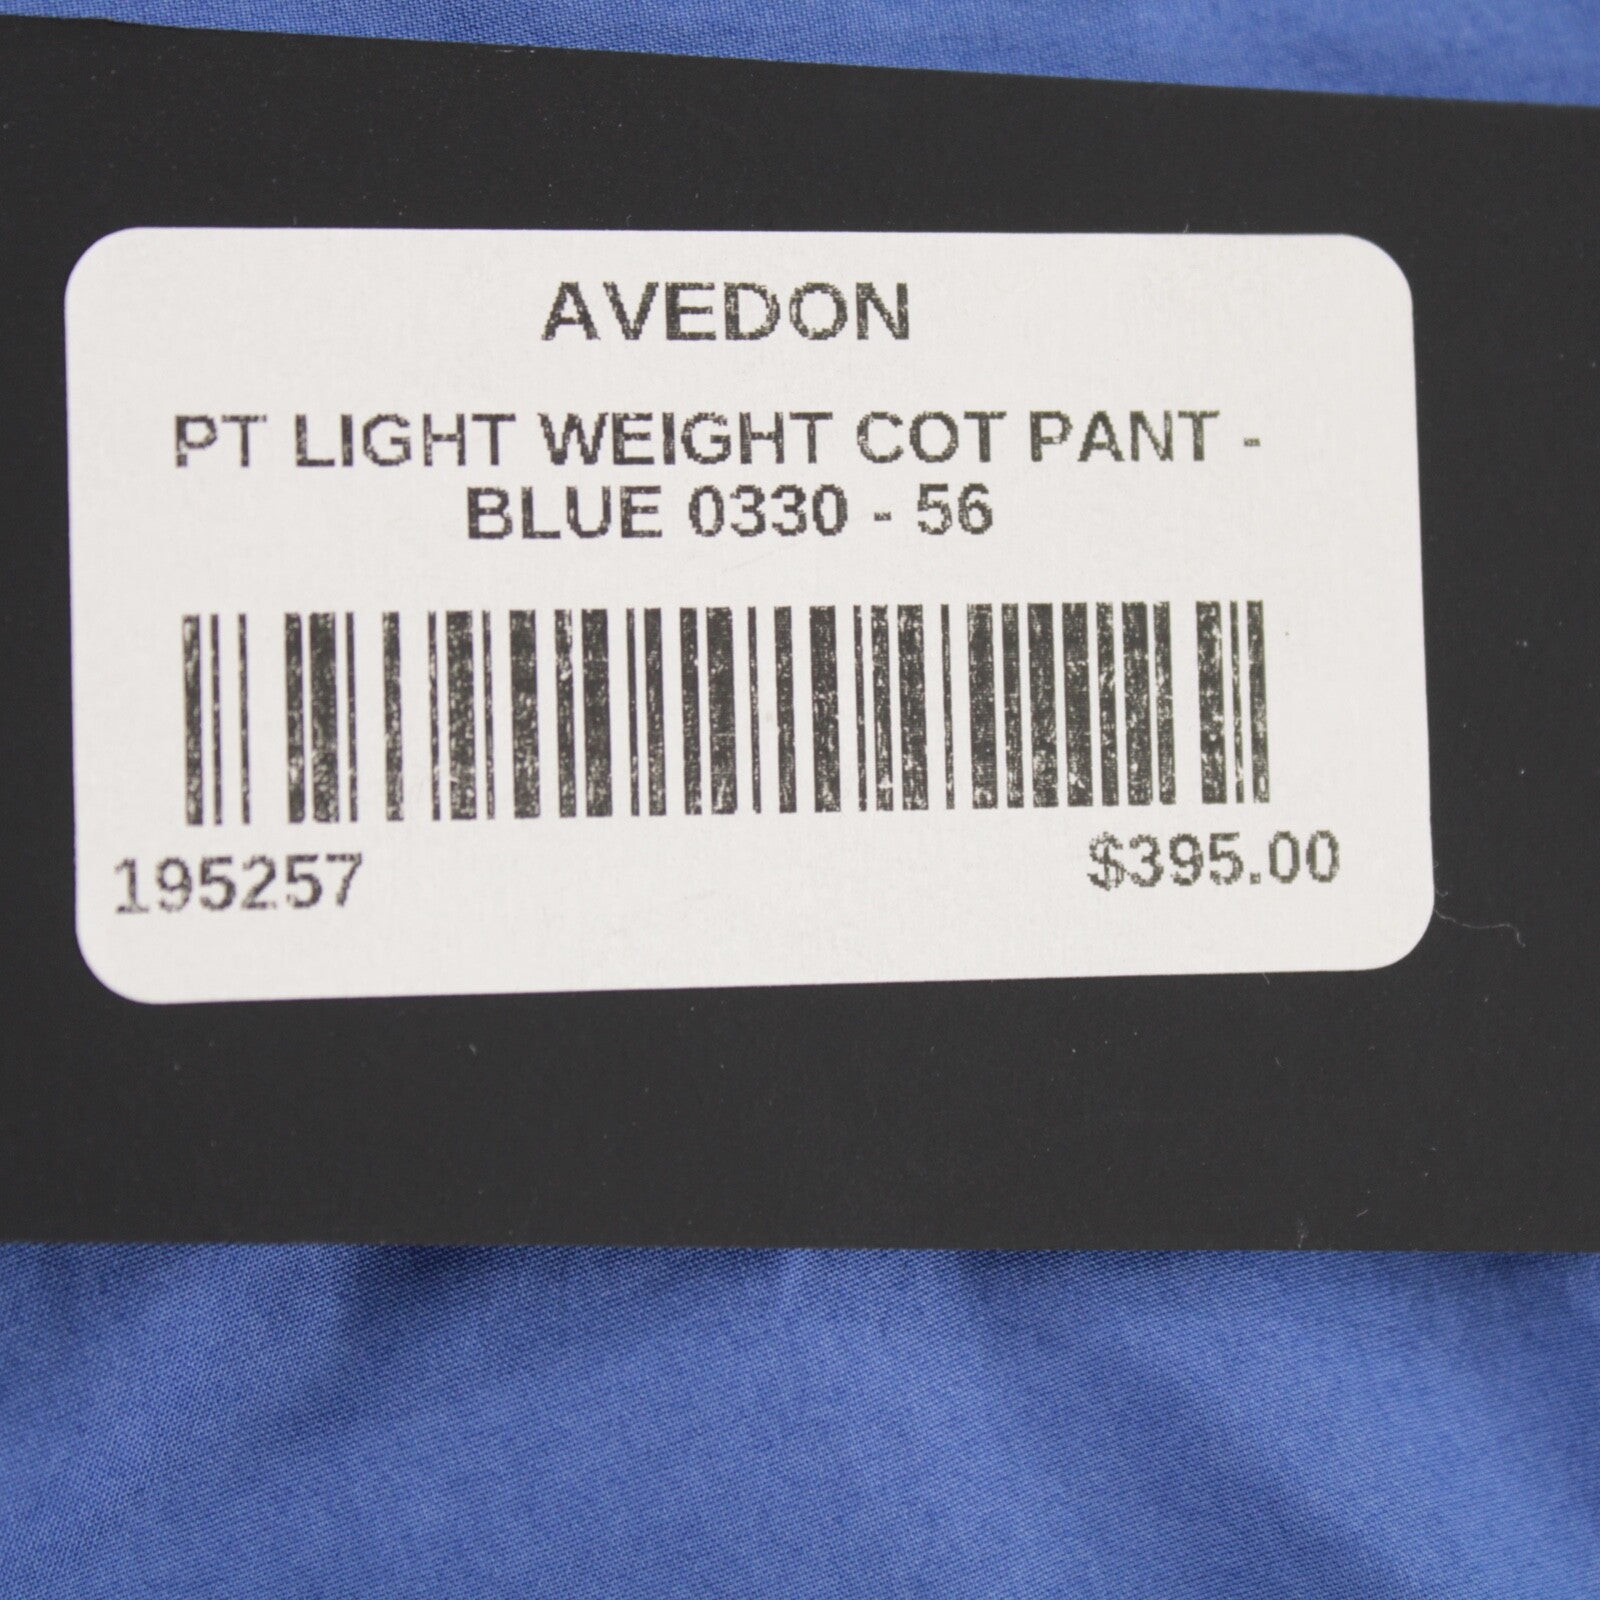 AVEDON
PT LIGHT WEIGHT COT PANT -
BLUE 0330 - 56
195257
$395.00